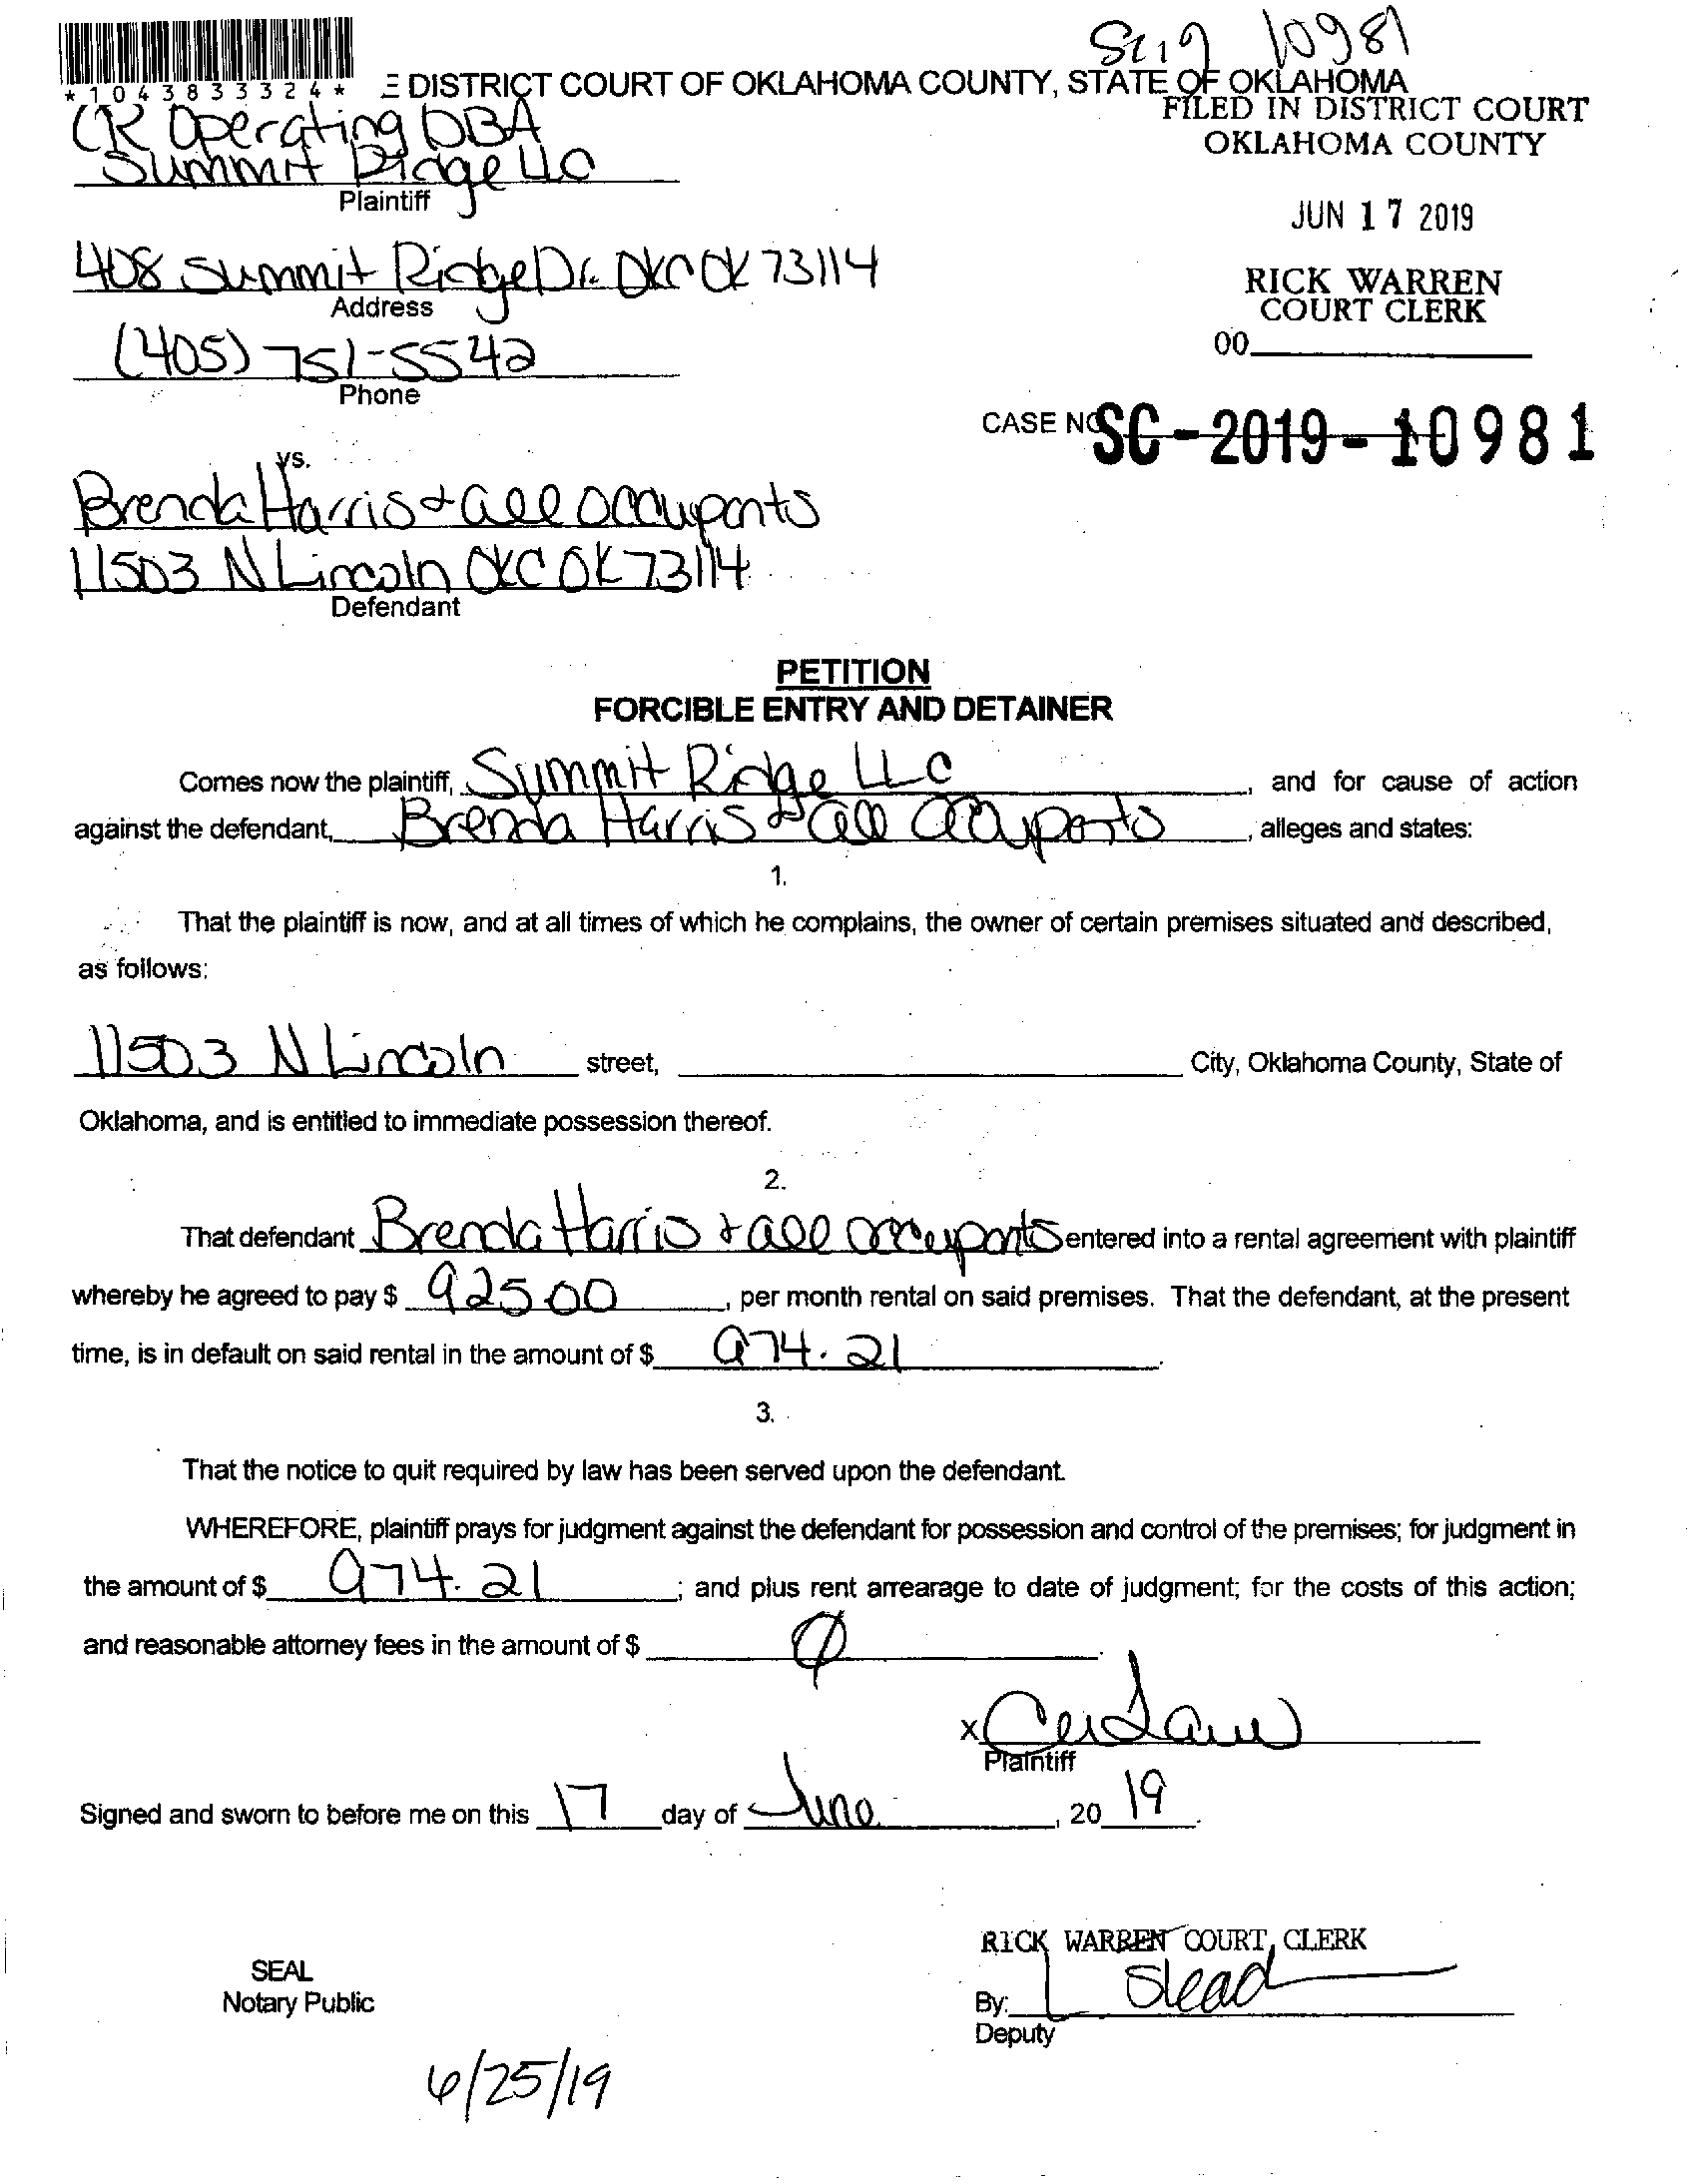 SC 19 10981
*1043833324*
E DISTRICT COURT OF OKLAHOMA COUNTY, STATE OF OKLAHOMA
FILED IN DISTRICT COURT
OKLAHOMA COUNTY
CR Operating DBA
Summit Ridge LLC
Plaintiff
JUN 17 2019
408 Summit Ridge Dr. OKC OK 73114
Address
RICK WARREN
COURT CLERK
(405) 751-5542
Phone
00
CASE NO
SC-2019-10981
vs.
Brenda Harris + all occupants
11503 N Lincoln OKC OK 73114
Defendant
PETITION
FORCIBLE ENTRY AND DETAINER
Comes now the plaintiff, Summit Ridge LLC, and for cause of action
against the defendant, Brenda Harris + all occupants, alleges and states:
1.
That the plaintiff is now, and at all times of which he complains, the owner of certain premises situated and described,
as follows:
11503 N Lincoln street, City, Oklahoma County, State of
Oklahoma, and is entitled to immediate possession thereof.
2.
That defendant Brenda Harris + all occupants entered into a rental agreement with plaintiff
whereby he agreed to pay $ 925.00, per month rental on said premises. That the defendant, at the present
time, is in default on said rental in the amount of $ 974.21.
3.
That the notice to quit required by law has been served upon the defendant.
WHEREFORE, plaintiff prays for judgment against the defendant for possession and control of the premises; for judgment in
the amount of $ 974.21; and plus rent arrearage to date of judgment; for the costs of this action;
and reasonable attorney fees in the amount of $ 0.
x
Plaintiff
Signed and sworn to before me on this 17 day of June, 2019.
RICK WARREN COURT CLERK
SEAL
Notary Public
By: Slead
Deputy
6/25/19